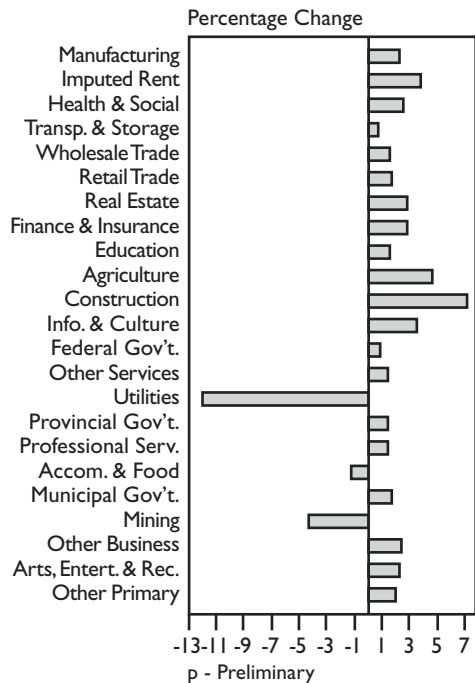 Percentage Change
Manufacturing
Imputed Rent
Health & Social
Transp. & Storage
Wholesale Trade
Retail Trade
Real Estate
Finance & Insurance
Education
Agriculture
Construction
Info. & Culture
Federal Gov't.
Other Services
Utilities
Provincial Gov't.
Professional Serv.
Accom. & Food
Municipal Gov't.
Mining
Other Business
Arts, Entert. & Rec.
Other Primary
-13 -11 -9 -7 -5 -3 -1 1 3 5 7
p - Preliminary